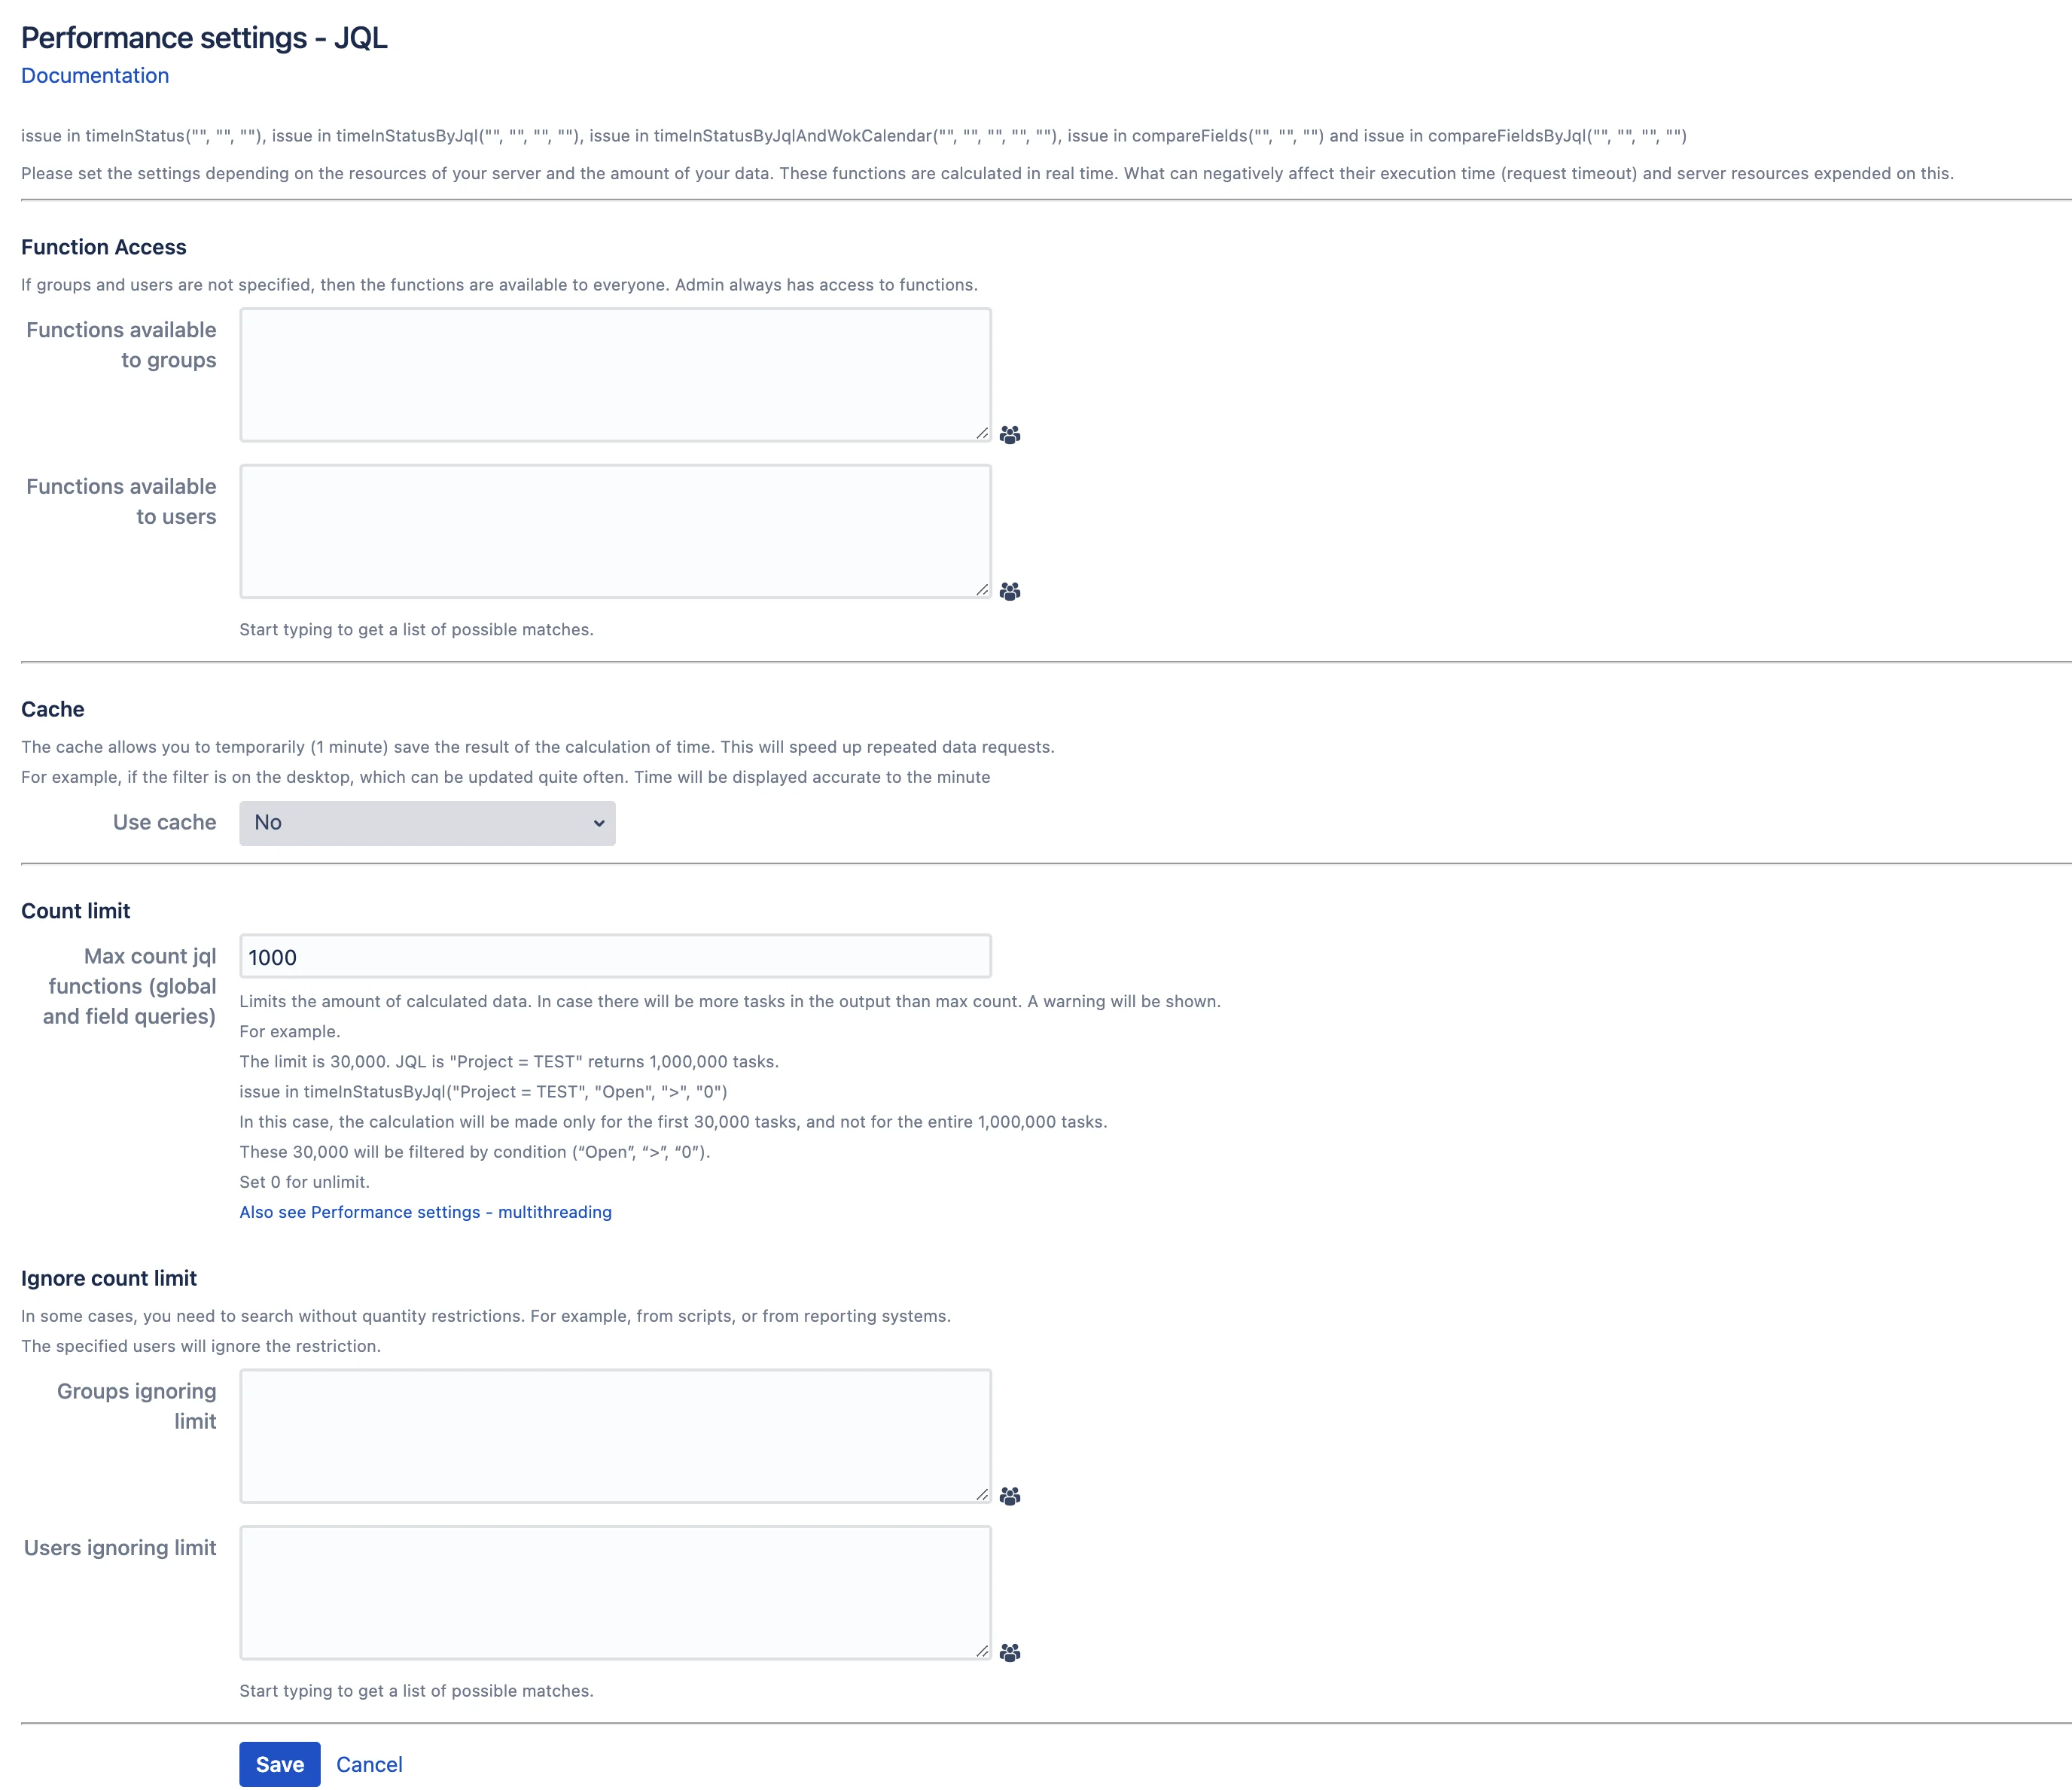 Performance settings - JQL
Documentation
issue in timeInStatus("", "", ""), issue in timeInStatusByJql("", "", "", ""), issue in timeInStatusByJqlAndWokCalendar("", "", "", "", ""), issue in compareFields("", "", "") and issue in compareFieldsByJql("", "", "", "")
Please set the settings depending on the resources of your server and the amount of your data. These functions are calculated in real time. What can negatively affect their execution time (request timeout) and server resources expended on this.
Function Access
If groups and users are not specified, then the functions are available to everyone. Admin always has access to functions.
Functions available
to groups
Functions available
to users
Start typing to get a list of possible matches.
Cache
The cache allows you to temporarily (1 minute) save the result of the calculation of time. This will speed up repeated data requests.
For example, if the filter is on the desktop, which can be updated quite often. Time will be displayed accurate to the minute
Use cache
No
Count limit
Max count jql
functions (global
and field queries)
1000
Limits the amount of calculated data. In case there will be more tasks in the output than max count. A warning will be shown.
For example.
The limit is 30,000. JQL is "Project = TEST" returns 1,000,000 tasks.
issue in timeInStatusByJql("Project = TEST", "Open", ">", "0")
In this case, the calculation will be made only for the first 30,000 tasks, and not for the entire 1,000,000 tasks.
These 30,000 will be filtered by condition (“Open”, “>”, “0”).
Set 0 for unlimit.
Also see Performance settings - multithreading
Ignore count limit
In some cases, you need to search without quantity restrictions. For example, from scripts, or from reporting systems.
The specified users will ignore the restriction.
Groups ignoring
limit
Users ignoring limit
Start typing to get a list of possible matches.
Save
Cancel